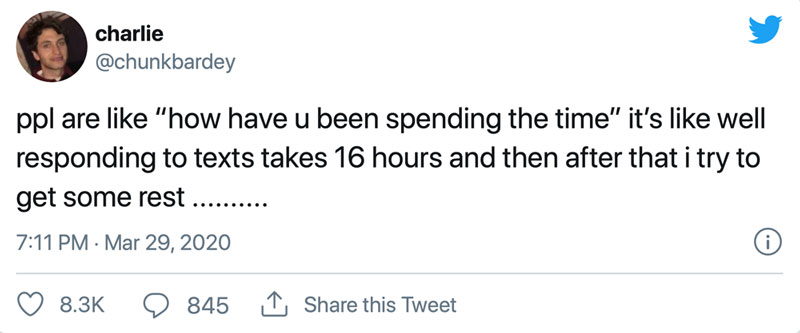 charlie
@chunkbardey
ppl are like “how have u been spending the time” it’s like well
responding to texts takes 16 hours and then after that i try to
get some rest ..........
7:11 PM · Mar 29, 2020
8.3K 845 Share this Tweet